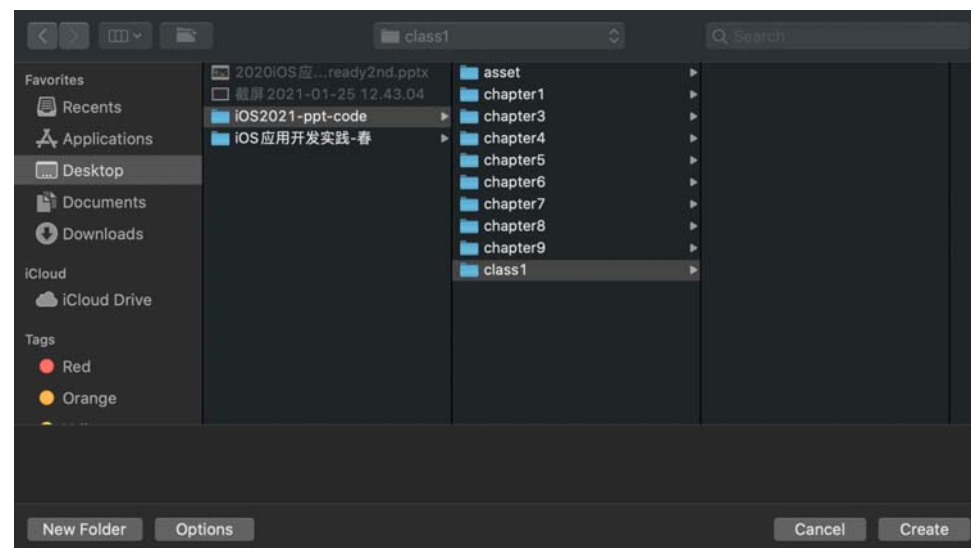 class1
Search
Favorites
Recents
Applications
Desktop
Documents
Downloads
iCloud
iCloud Drive
Tags
Red
Orange
2020iOS应...ready2nd.pptx
截屏2021-01-25 12.43.04
iOS2021-ppt-code
iOS应用开发实践-春
asset
chapter1
chapter3
chapter4
chapter5
chapter6
chapter7
chapter8
chapter9
class1
New Folder
Options
Cancel
Create